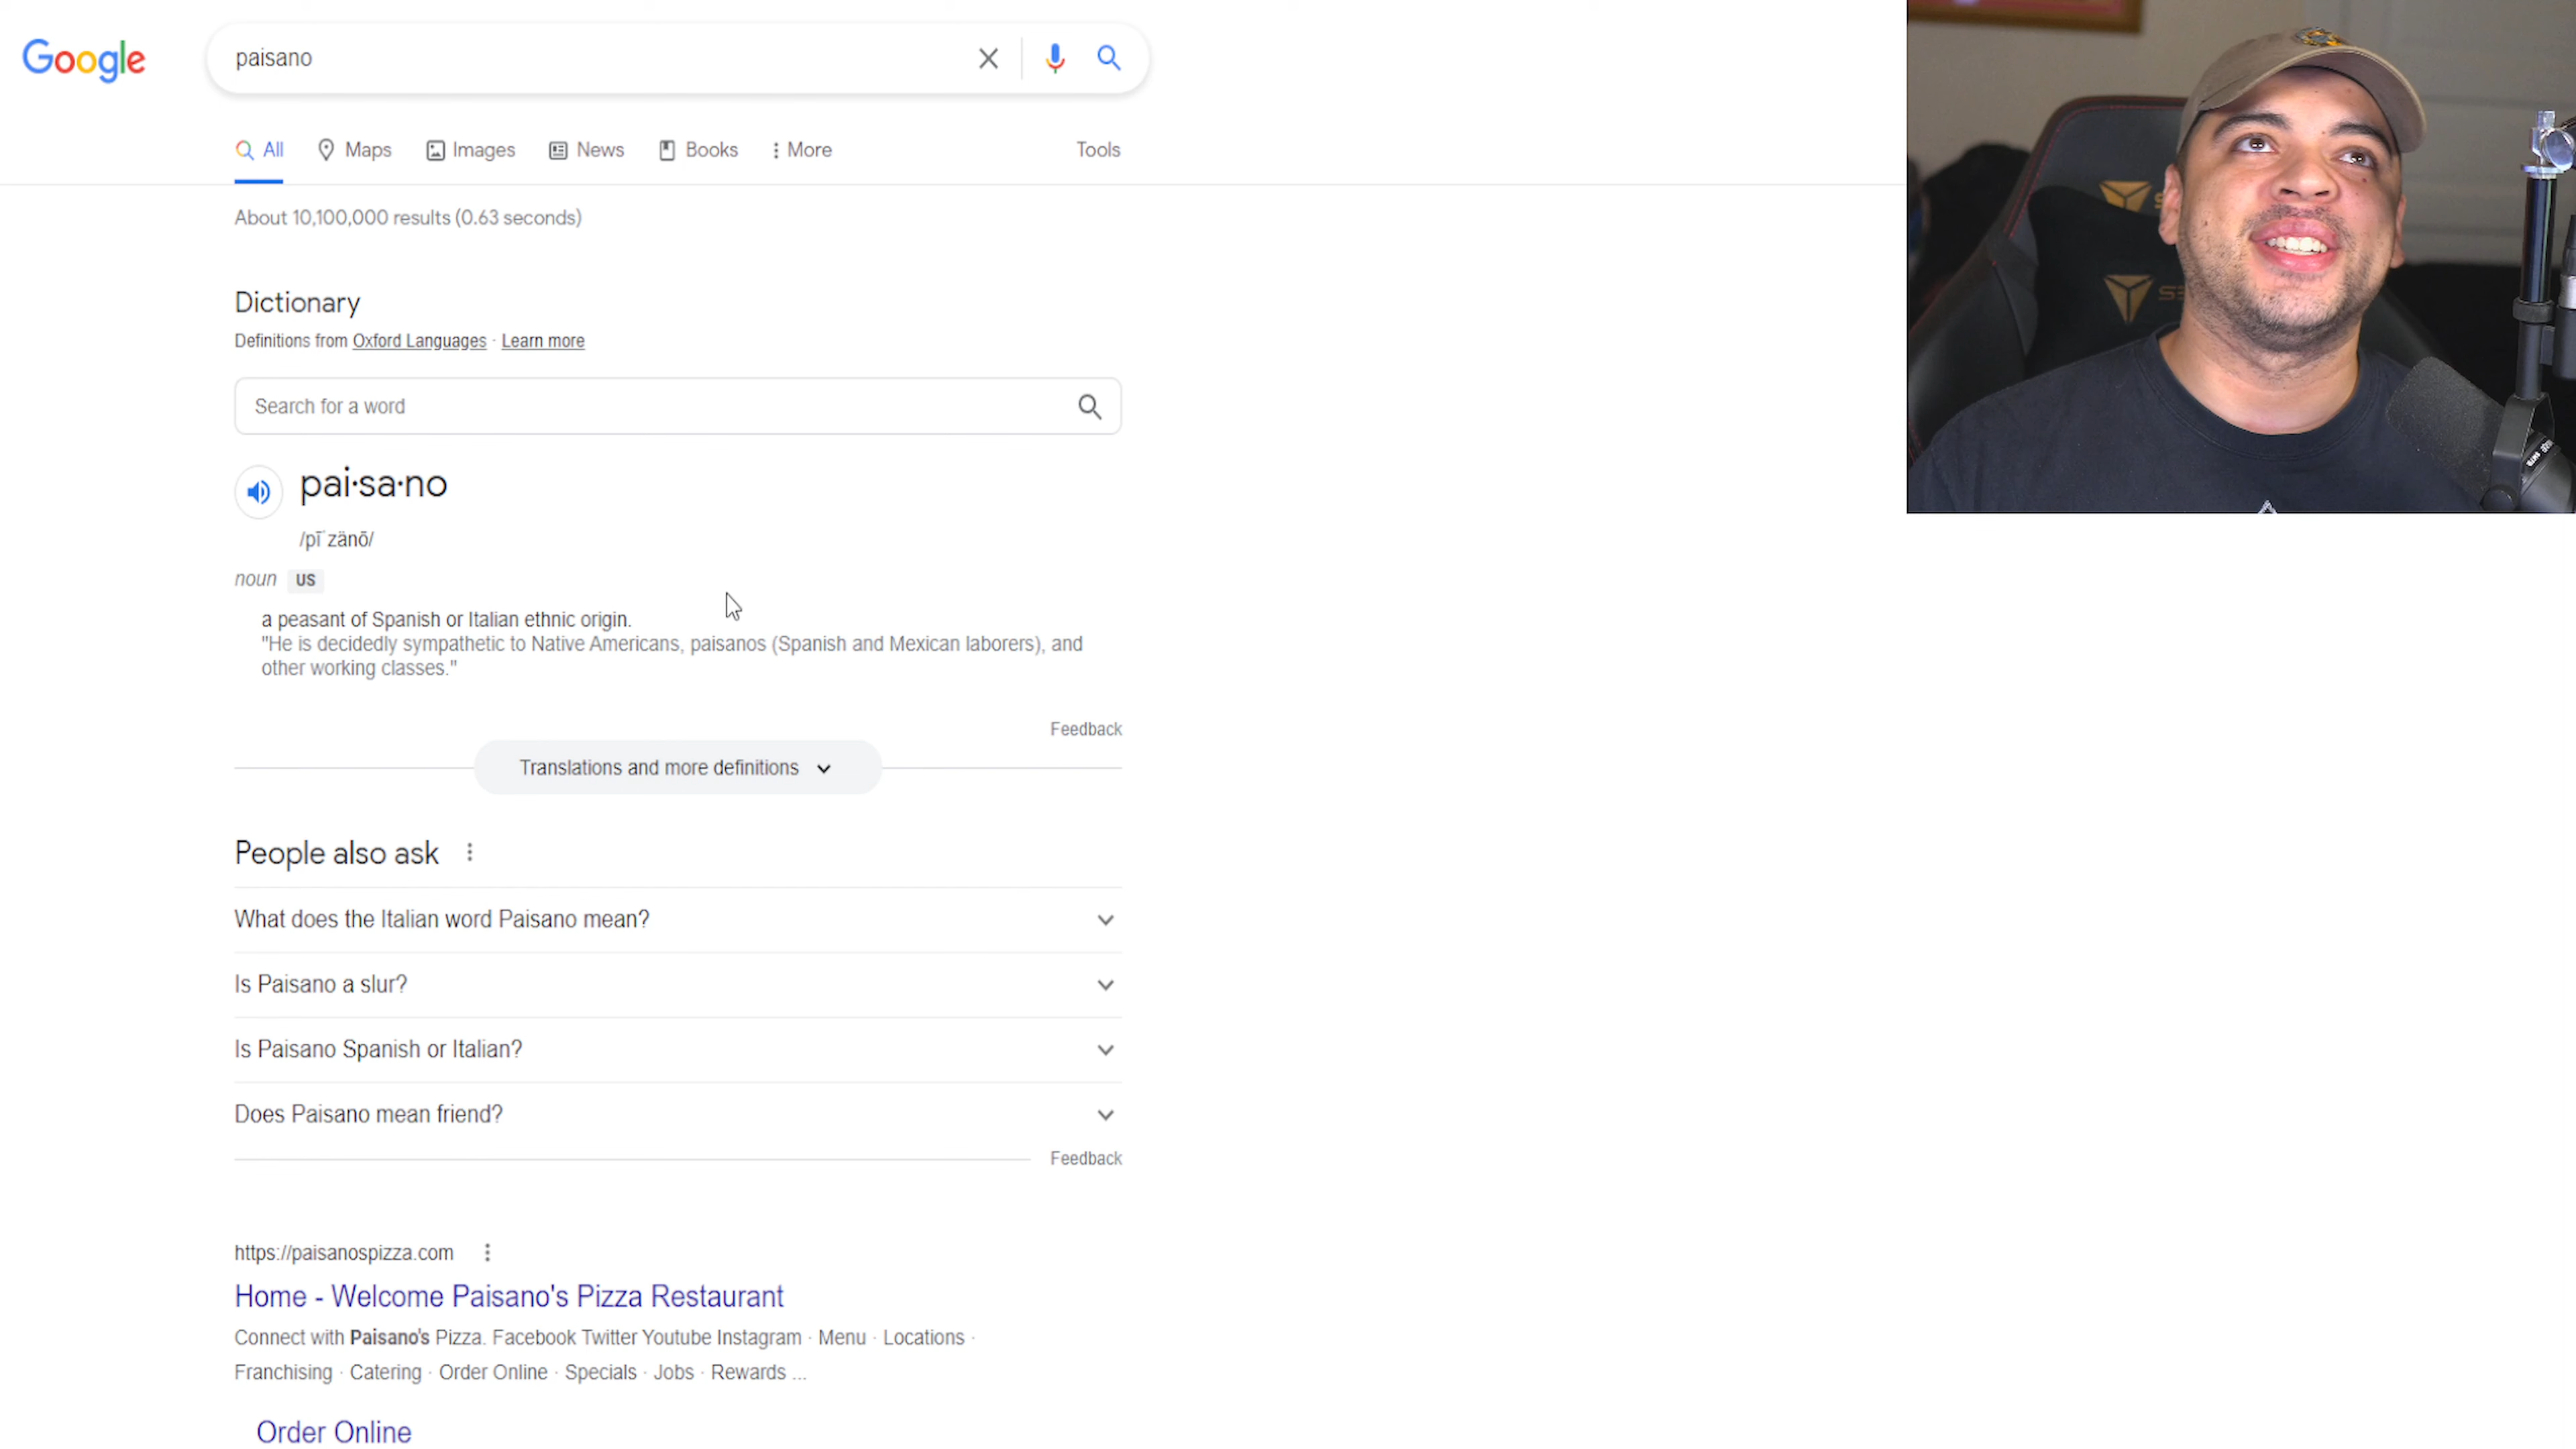 Google
paisano
All Maps Images News Books More Tools
About 10,100,000 results (0.63 seconds)
Dictionary
Definitions from Oxford Languages · Learn more
Search for a word
pai·sa·no
/pīˈzänō/
noun US
a peasant of Spanish or Italian ethnic origin.
"He is decidedly sympathetic to Native Americans, paisanos (Spanish and Mexican laborers), and
other working classes."
Feedback
Translations and more definitions
People also ask
What does the Italian word Paisano mean?
Is Paisano a slur?
Is Paisano Spanish or Italian?
Does Paisano mean friend?
Feedback
https://paisanospizza.com
Home - Welcome Paisano's Pizza Restaurant
Connect with Paisano's Pizza. Facebook Twitter Youtube Instagram · Menu · Locations ·
Franchising · Catering · Order Online · Specials · Jobs · Rewards ...
Order Online